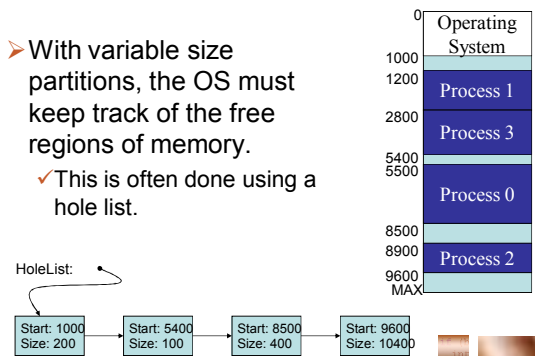 With variable size
partitions, the OS must
keep track of the free
regions of memory.
This is often done using a
hole list.
0
Operating
System
1000
1200
Process 1
2800
Process 3
5400
5500
Process 0
8500
8900
Process 2
9600
MAX
HoleList:
Start: 1000
Size: 200
Start: 5400
Size: 100
Start: 8500
Size: 400
Start: 9600
Size: 10400